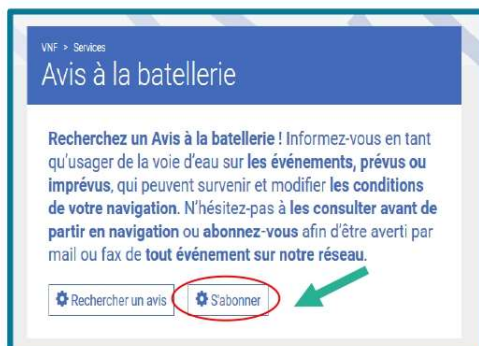 VNF > Services
Avis à la batellerie
Recherchez un Avis à la batellerie ! Informez-vous en tant
qu'usager de la voie d'eau sur les événements, prévus ou
imprévus, qui peuvent survenir et modifier les conditions
de votre navigation. N'hésitez-pas à les consulter avant de
partir en navigation ou abonnez-vous afin d'être averti par
mail ou fax de tout événement sur notre réseau.
Rechercher un avis S'abonner